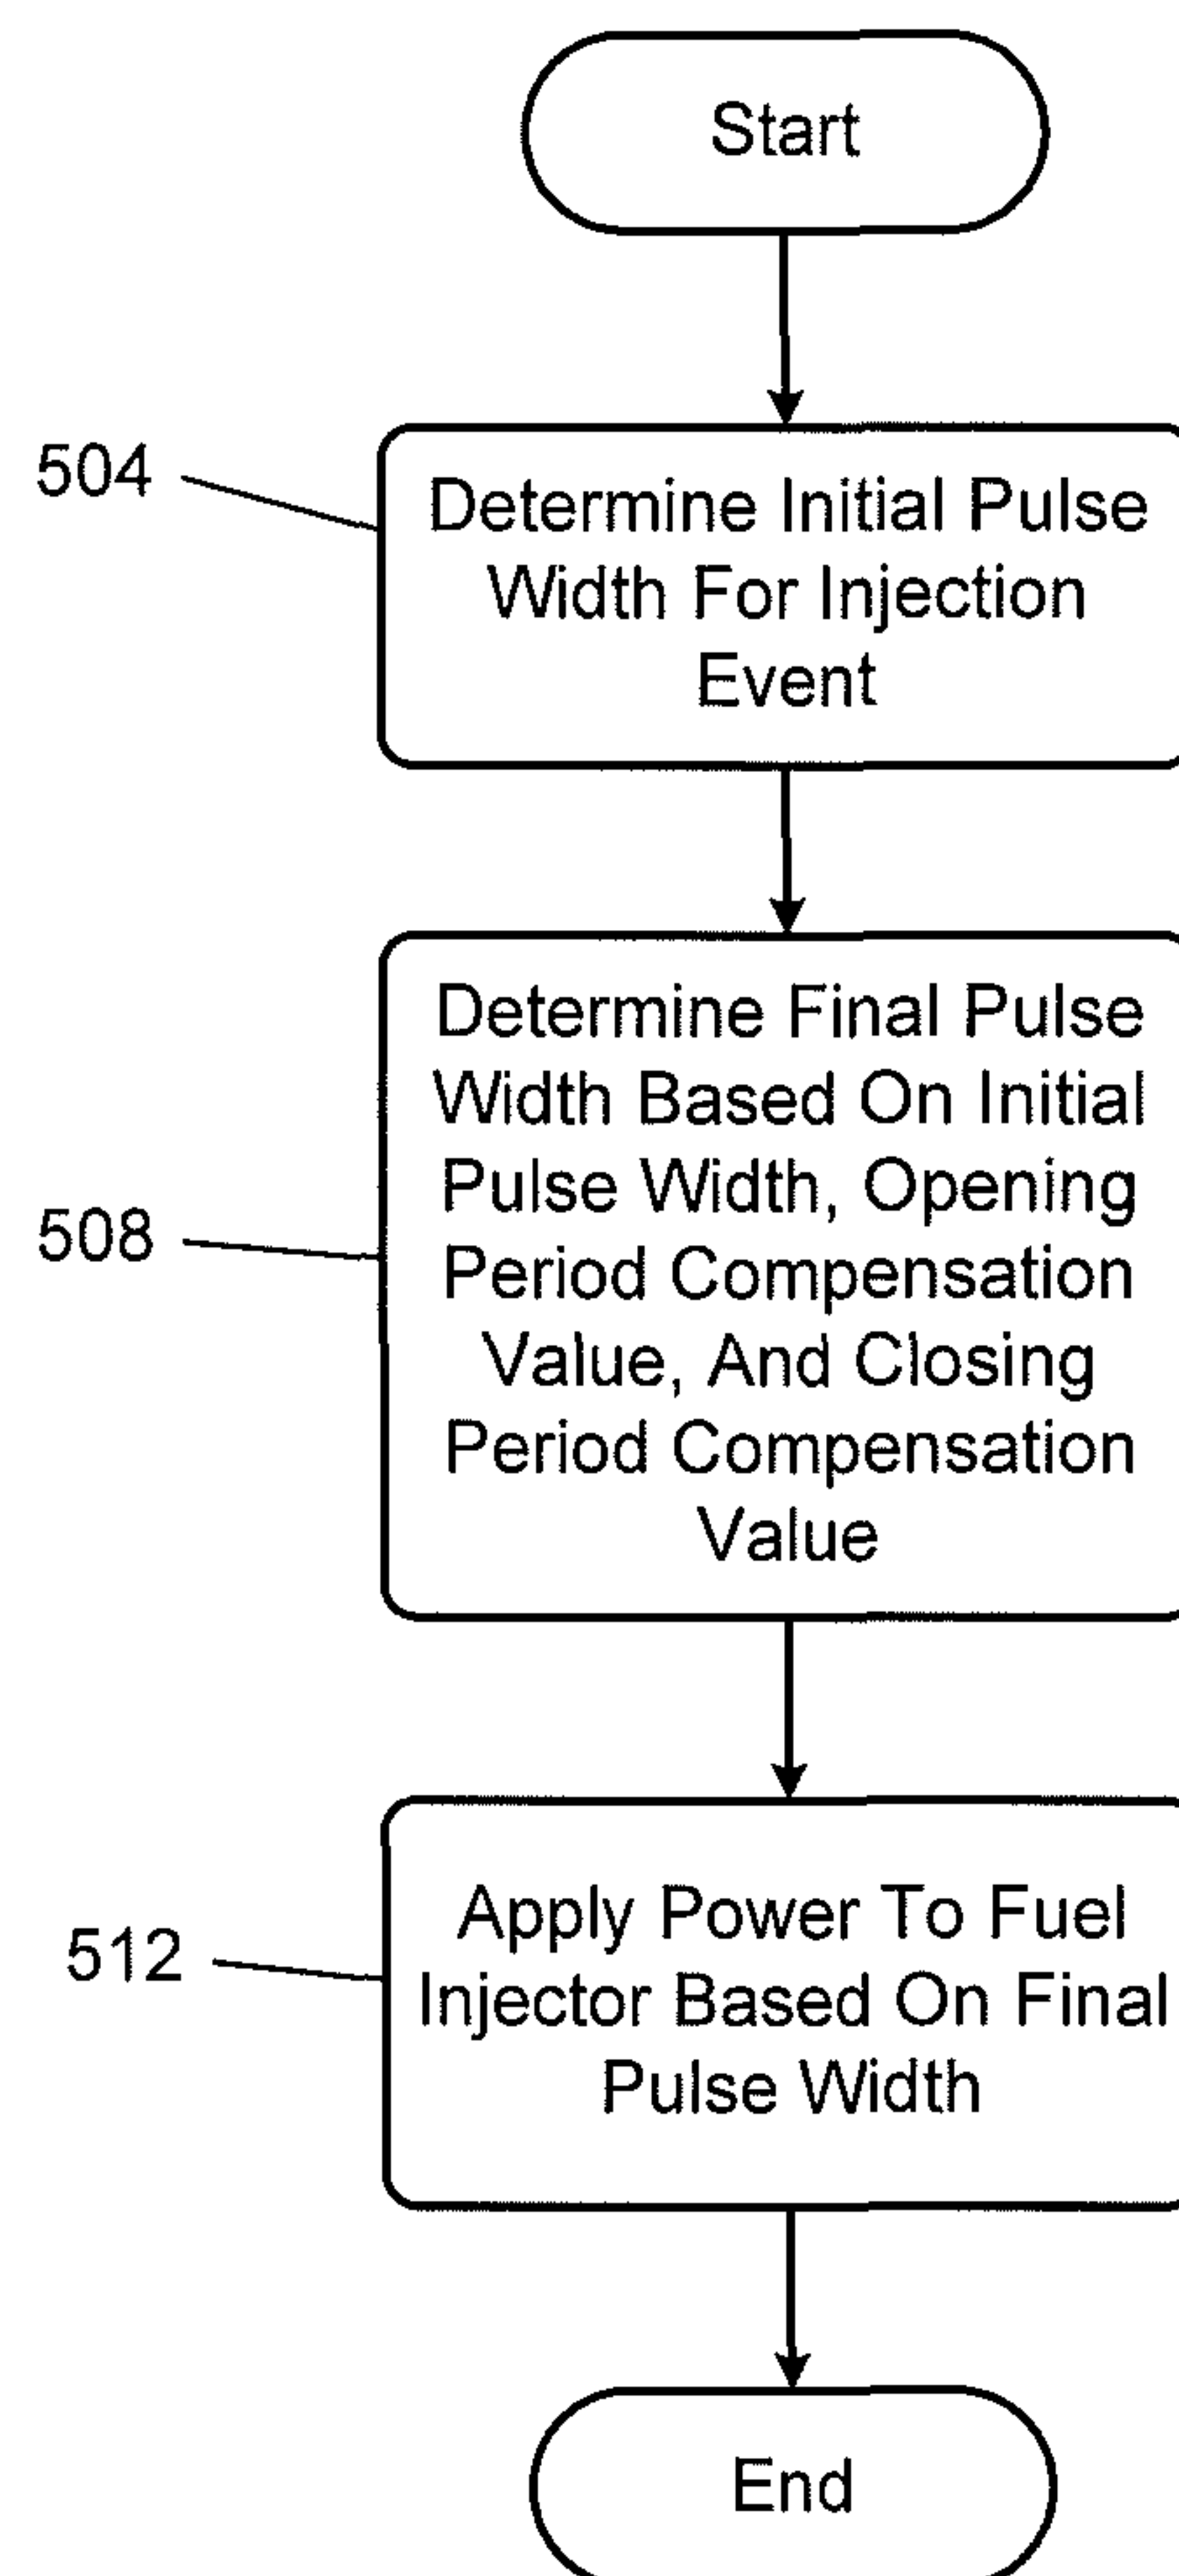 Start
504
Determine Initial Pulse
Width For Injection
Event
508
Determine Final Pulse
Width Based On Initial
Pulse Width, Opening
Period Compensation
Value, And Closing
Period Compensation
Value
512
Apply Power To Fuel
Injector Based On Final
Pulse Width
End